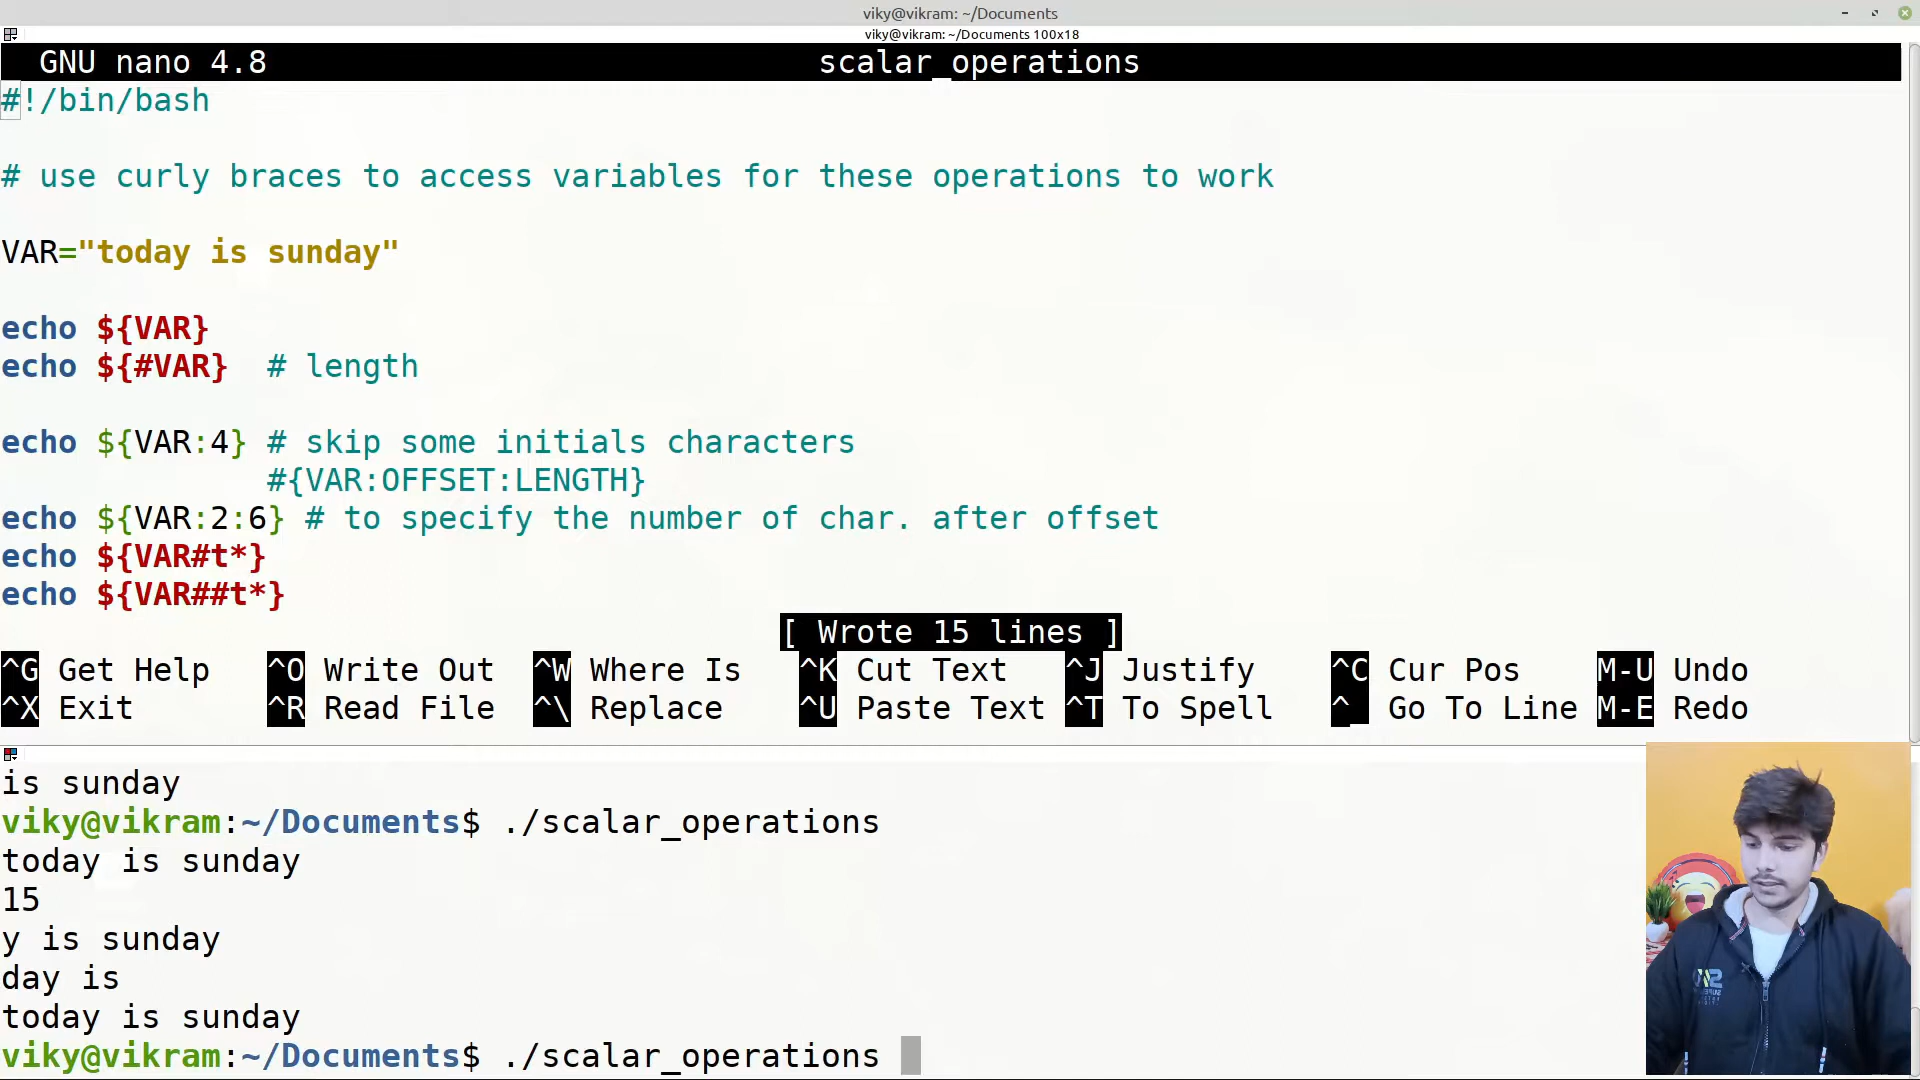 viky@vikram: ~/Documents
viky@vikram: ~/Documents 100x18
GNU nano 4.8 scalar_operations
#!/bin/bash
# use curly braces to access variables for these operations to work
VAR="today is sunday"
echo ${VAR}
echo ${#VAR} # length
echo ${VAR:4} # skip some initials characters
#{VAR:OFFSET:LENGTH}
echo ${VAR:2:6} # to specify the number of char. after offset
echo ${VAR#t*}
echo ${VAR##t*}
[ Wrote 15 lines ]
^G Get Help ^O Write Out ^W Where Is ^K Cut Text ^J Justify ^C Cur Pos M-U Undo
^X Exit ^R Read File ^\ Replace ^U Paste Text ^T To Spell ^_ Go To Line M-E Redo
is sunday
viky@vikram:~/Documents$ ./scalar_operations
today is sunday
15
y is sunday
day is
today is sunday
viky@vikram:~/Documents$ ./scalar_operations